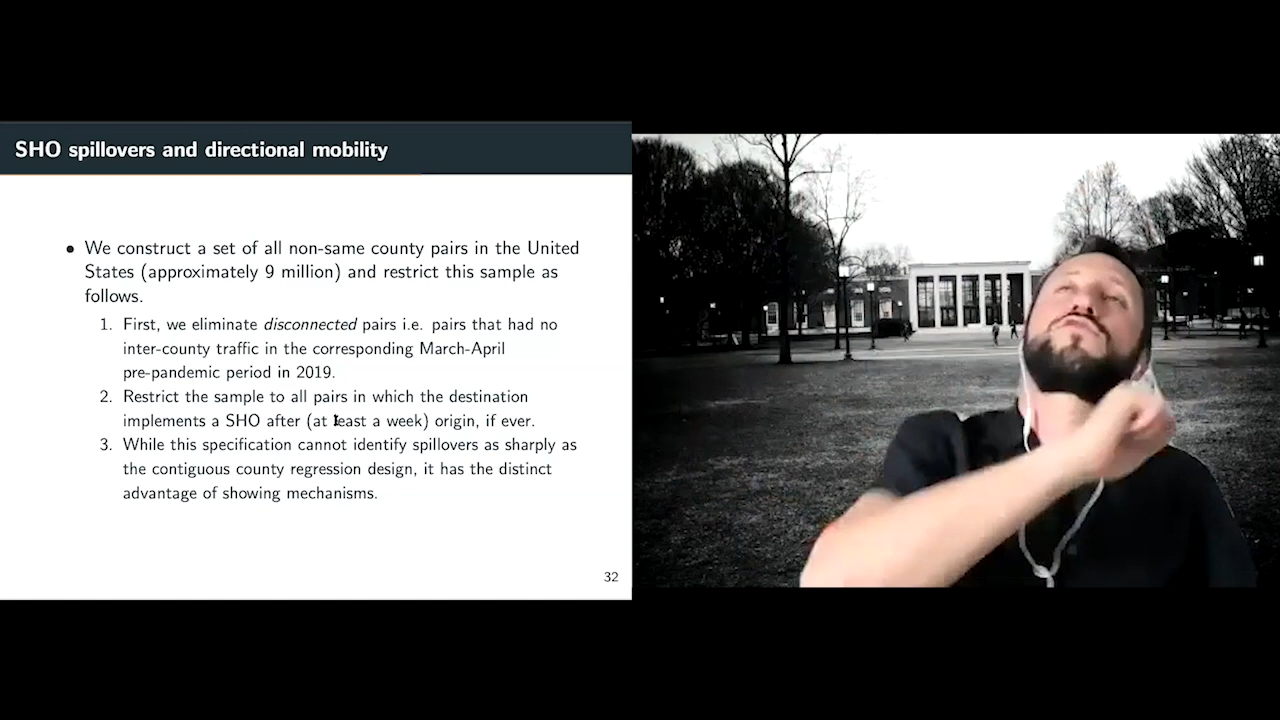 SHO spillovers and directional mobility
• We construct a set of all non-same county pairs in the United
States (approximately 9 million) and restrict this sample as
follows.
1. First, we eliminate disconnected pairs i.e. pairs that had no
inter-county traffic in the corresponding March-April
pre-pandemic period in 2019.
2. Restrict the sample to all pairs in which the destination
implements a SHO after (at least a week) origin, if ever.
3. While this specification cannot identify spillovers as sharply as
the contiguous county regression design, it has the distinct
advantage of showing mechanisms.
32